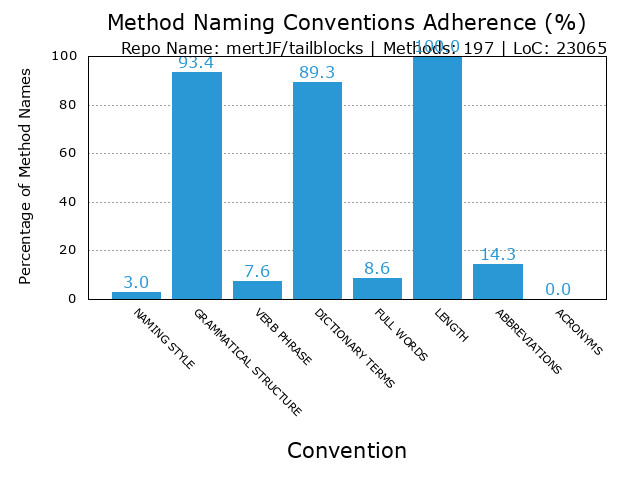 Method Naming Conventions Adherence (%)
Repo Name: mertJF/tailblocks | Methods: 197 | LoC: 23065
Percentage of Method Names
100
80
60
40
20
0
3.0
93.4
7.6
89.3
8.6
100.0
14.3
0.0
NAMING STYLE
GRAMMATICAL STRUCTURE
VERB PHRASE
DICTIONARY TERMS
FULL WORDS
LENGTH
ABBREVIATIONS
ACRONYMS
Convention